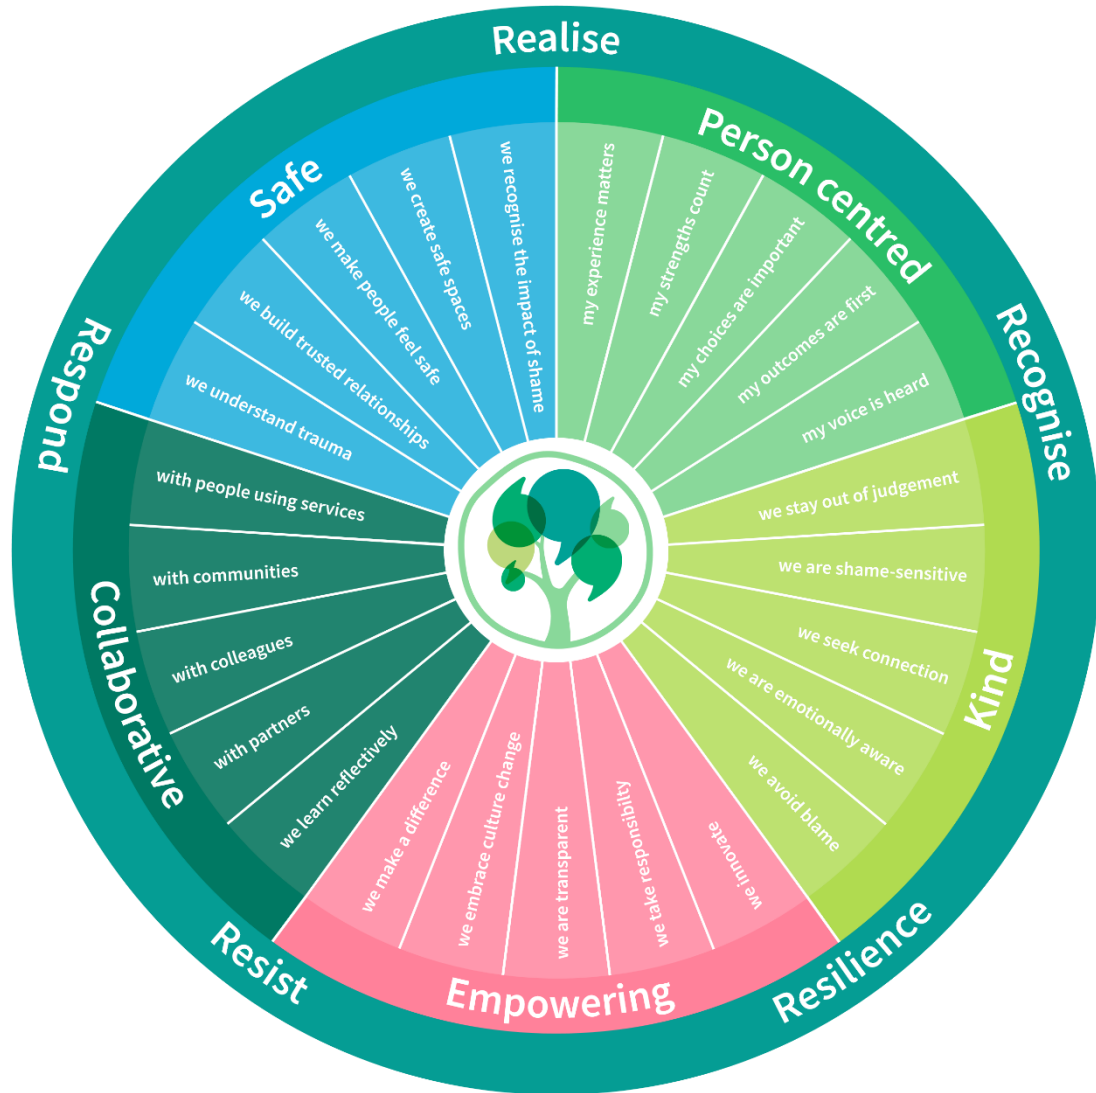 Realise
Recognise
Resilience
Resist
Respond
Person centred
my experience matters
my strengths count
my choices are important
my outcomes are first
my voice is heard
Kind
we stay out of judgement
we are shame-sensitive
we seek connection
we are emotionally aware
we avoid blame
Empowering
we innovate
we take responsibility
we are transparent
we embrace culture change
we make a difference
Collaborative
we learn reflectively
with partners
with colleagues
with communities
with people using services
Safe
we understand trauma
we build trusted relationships
we make people feel safe
we create safe spaces
we recognise the impact of shame